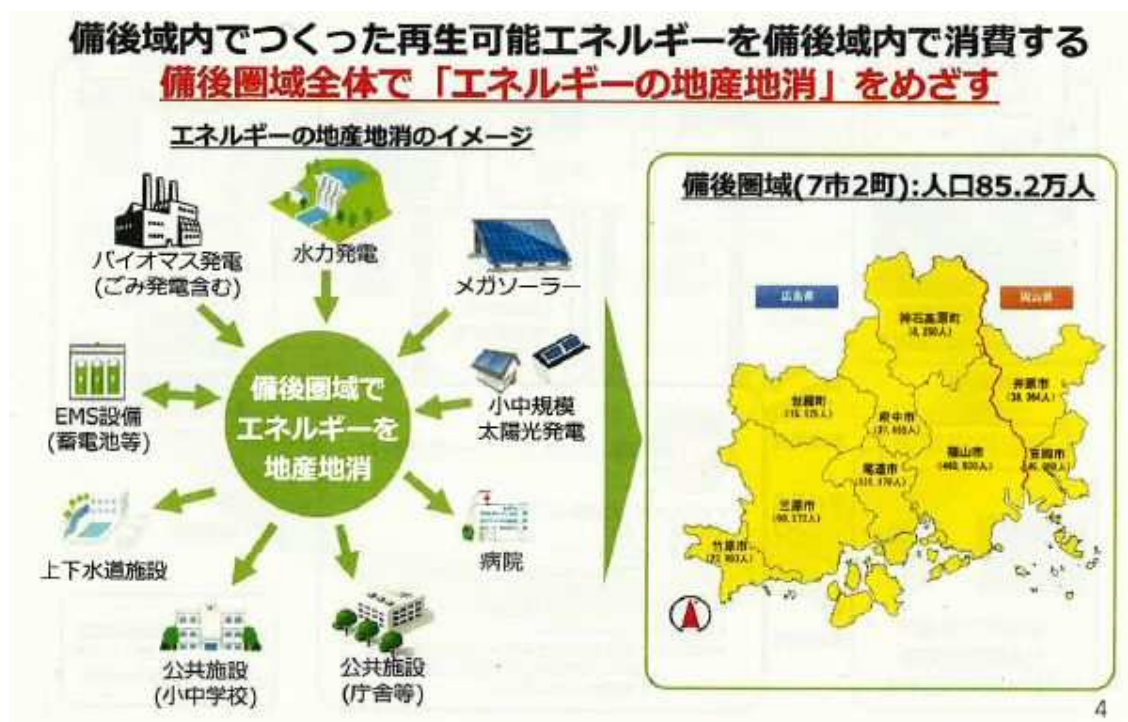 備後域内でつくった再生可能エネルギーを備後域内で消費する
備後圏域全体で「エネルギーの地産地消」をめざす
エネルギーの地産地消のイメージ
バイオマス発電
(ごみ発電含む)
水力発電
メガソーラー
EMS設備
(蓄電池等)
備後圏域で
エネルギーを
地産地消
小中規模
太陽光発電
上下水道施設
病院
公共施設
(小中学校)
公共施設
(庁舎等)
備後圏域(7市2町):人口85.2万人
広島県
岡山県
神石高原町
井原市
世羅町
府中市
福山市
笠岡市
尾道市
三原市
竹原市
4